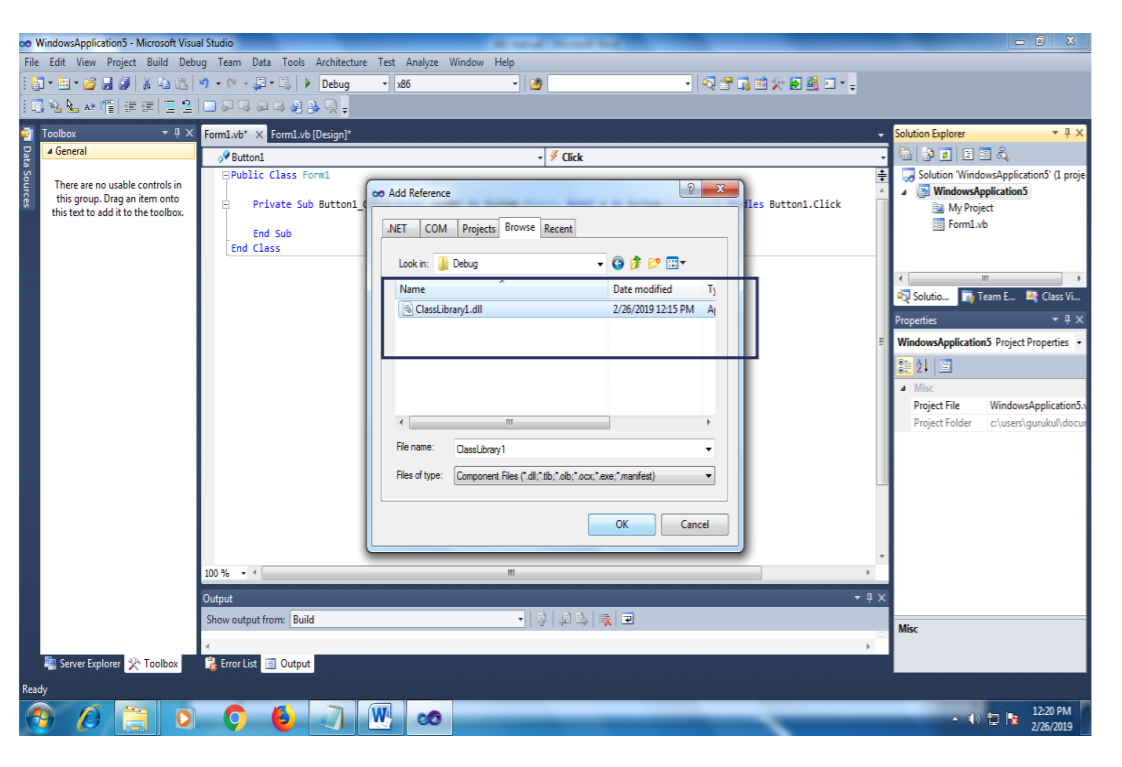 WindowsApplication5 - Microsoft Visual Studio
File Edit View Project Build Debug Team Data Tools Architecture Test Analyze Window Help
Debug x86
Toolbox
Form1.vb* Form1.vb [Design]*
Solution Explorer
Data Sources
General
There are no usable controls in
this group. Drag an item onto
this text to add it to the toolbox.
Button1 Click
Public Class Form1
Private Sub Button1_
End Sub
End Class
Button1.Click
Add Reference
.NET COM Projects Browse Recent
Look in: Debug
Name Date modified Ty
ClassLibrary1.dll 2/26/2019 12:15 PM Ap
File name: ClassLibrary1
Files of type: Component Files (*.dll;*.tlb;*.olb;*.ocx;*.exe;*.manifest)
OK Cancel
Solution 'WindowsApplication5' (1 proje
WindowsApplication5
My Project
Form1.vb
Solutio... Team E... Class Vi...
Properties
WindowsApplication5 Project Properties
Misc
Project File WindowsApplication5.v
Project Folder c:\users\gurukul\docum
Misc
100 %
Output
Show output from: Build
Server Explorer Toolbox Error List Output
Ready
12:20 PM
2/26/2019